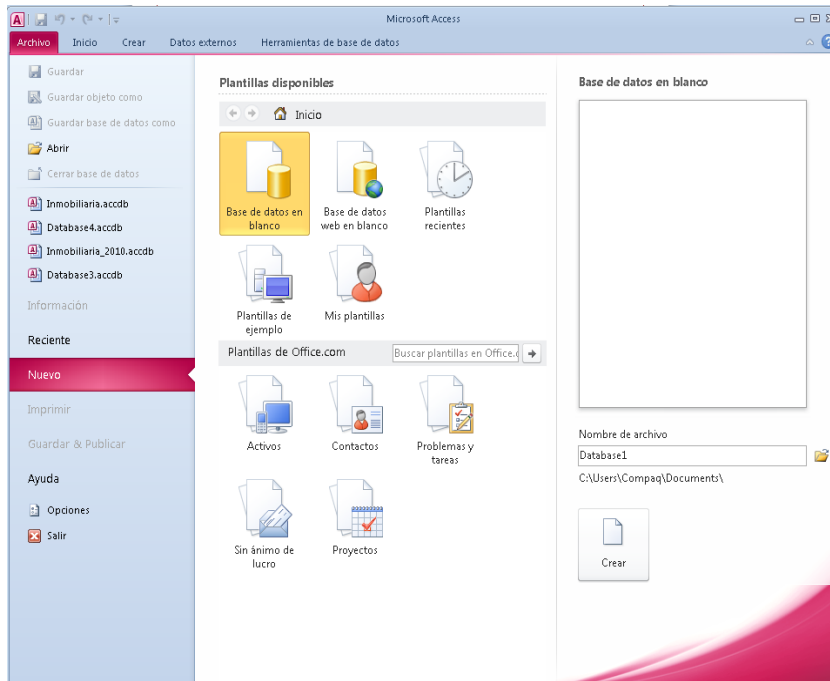 Microsoft Access
Archivo
Inicio
Crear
Datos externos
Herramientas de base de datos
Guardar
Guardar objeto como
Guardar base de datos como
Abrir
Cerrar base de datos
Inmobiliaria.accdb
Database4.accdb
Inmobiliaria_2010.accdb
Database3.accdb
Información
Reciente
Nuevo
Imprimir
Guardar & Publicar
Ayuda
Opciones
Salir
Plantillas disponibles
Inicio
Base de datos en
blanco
Base de datos
web en blanco
Plantillas
recientes
Plantillas de
ejemplo
Mis plantillas
Plantillas de Office.com
Buscar plantillas en Office.c
Activos
Contactos
Problemas y
tareas
Sin ánimo de
lucro
Proyectos
Base de datos en blanco
Nombre de archivo
Database1
C:\Users\Compaq\Documents\
Crear